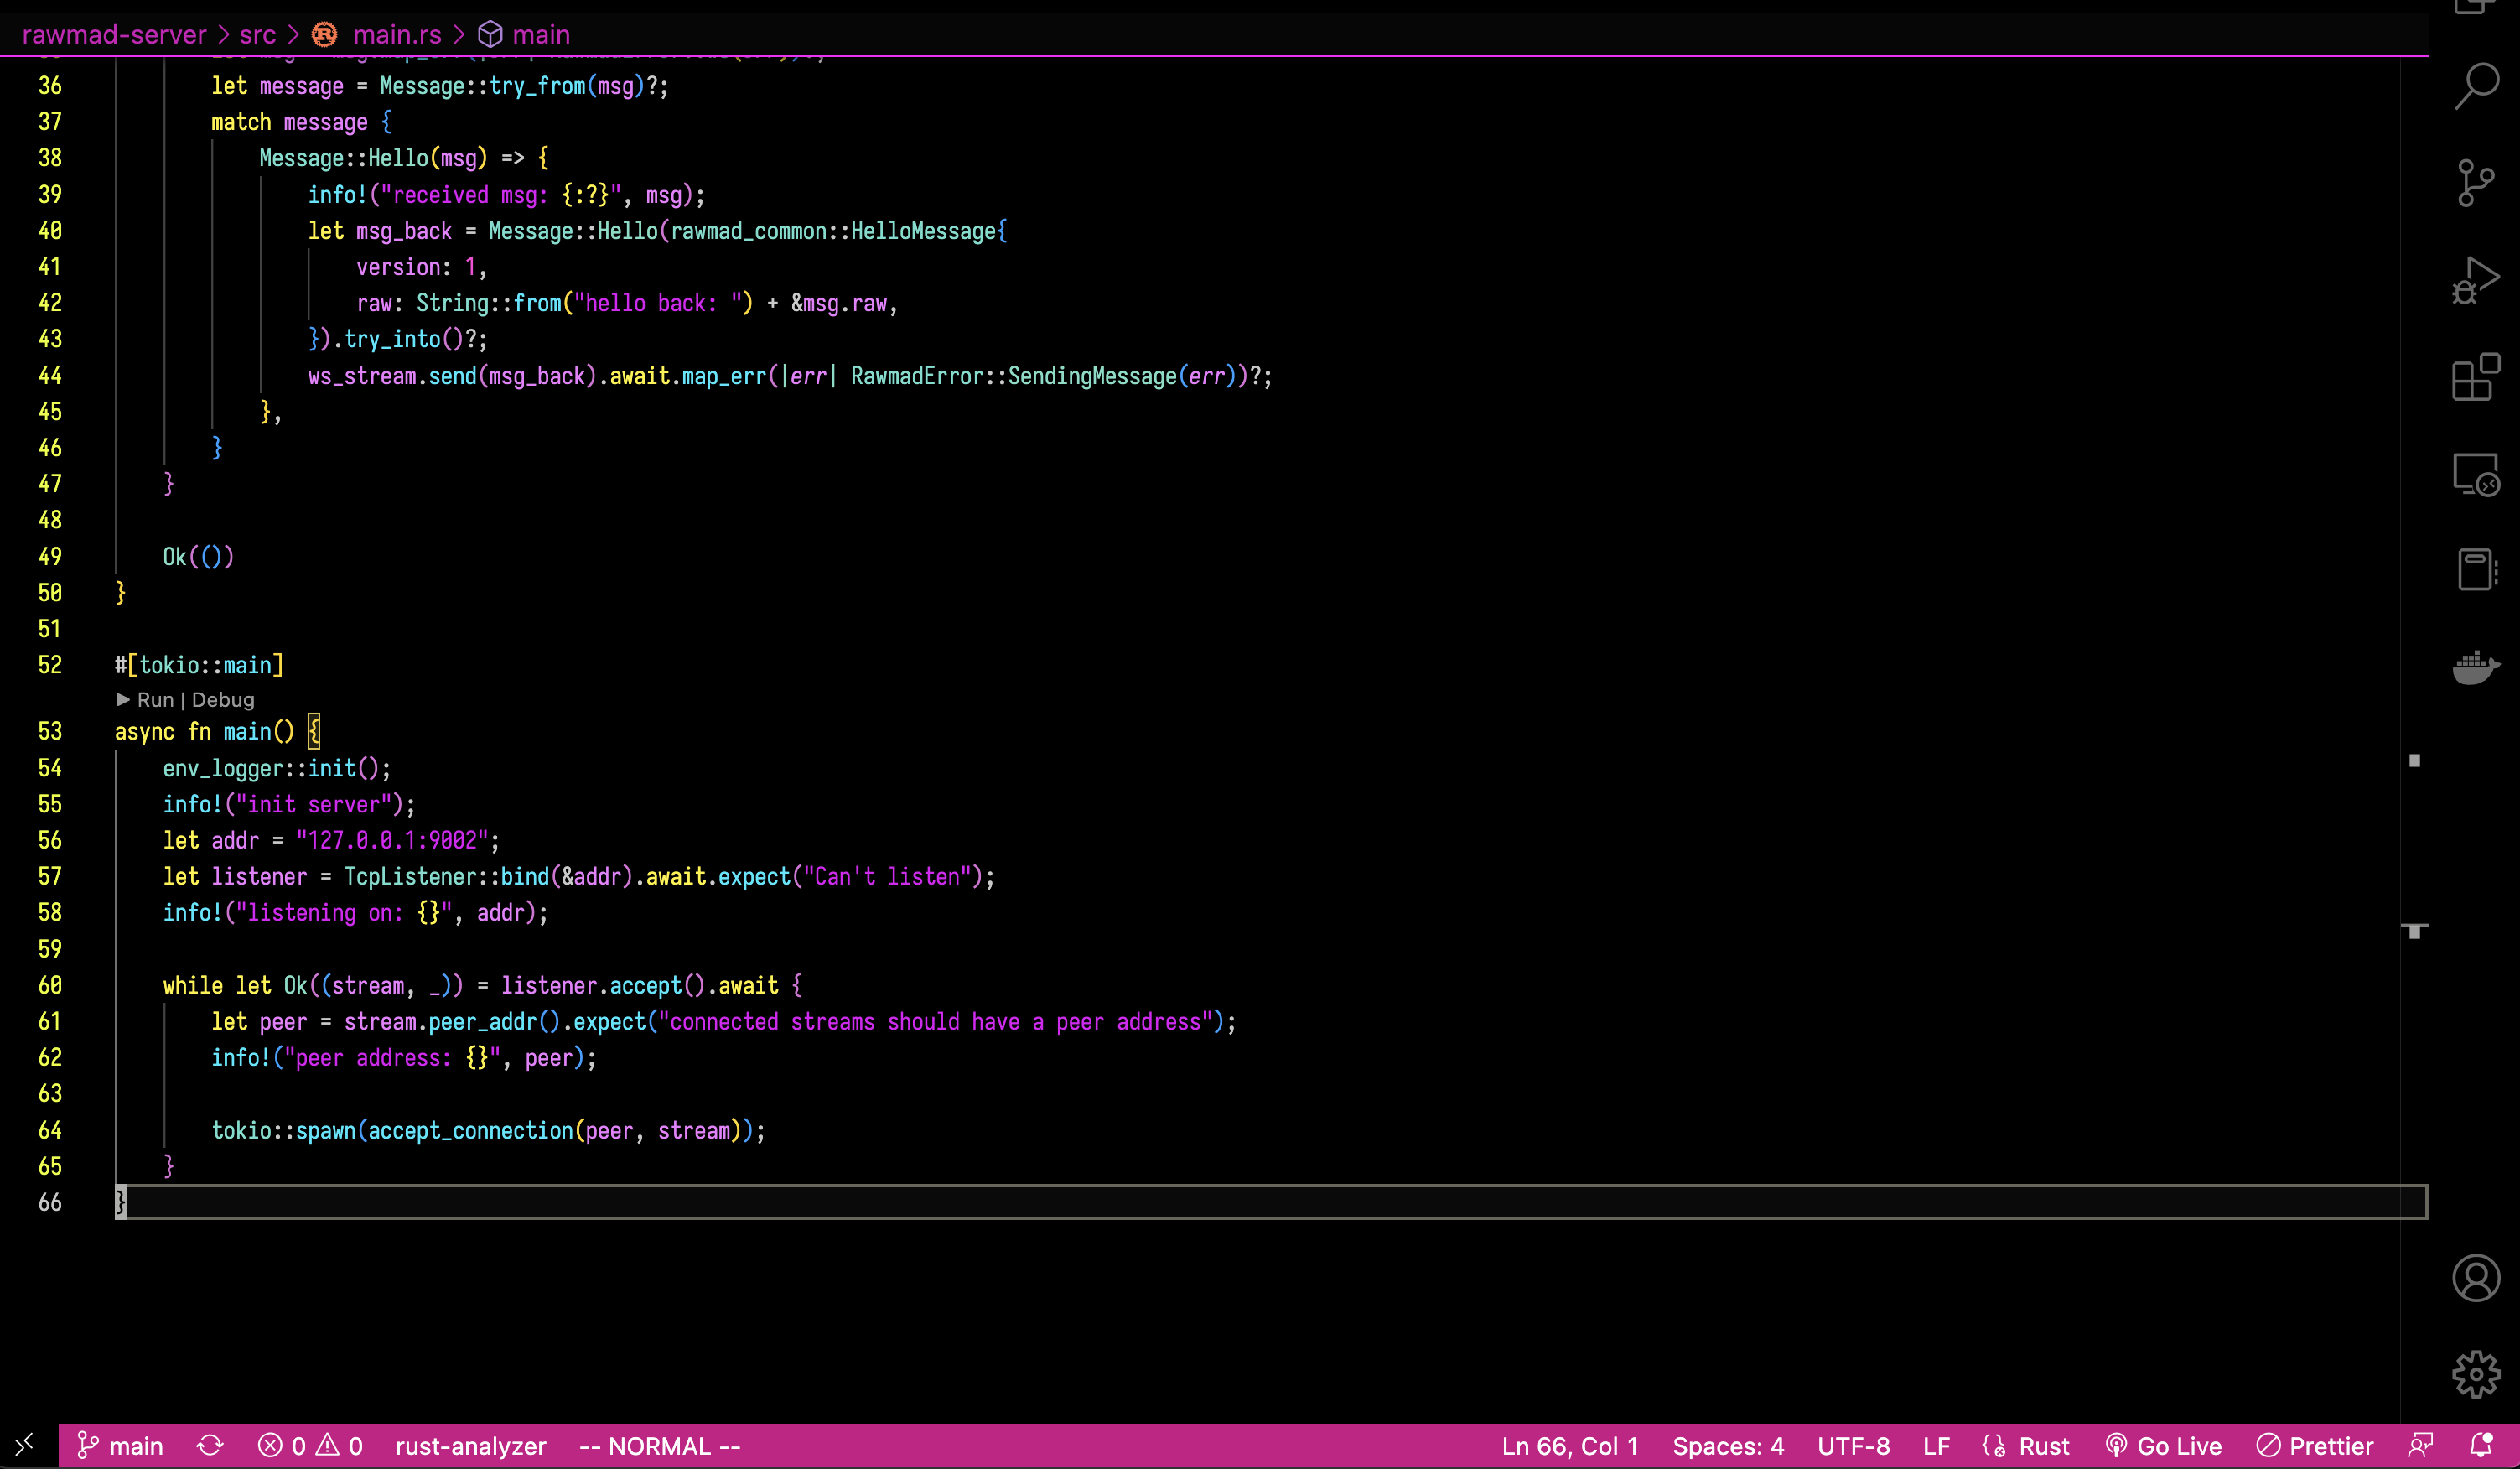 rawmad-server > src > main.rs > main
36 let message = Message::try_from(msg)?;
37 match message {
38 Message::Hello(msg) => {
39 info!("received msg: {:?}", msg);
40 let msg_back = Message::Hello(rawmad_common::HelloMessage{
41 version: 1,
42 raw: String::from("hello back: ") + &msg.raw,
43 }).try_into()?;
44 ws_stream.send(msg_back).await.map_err(|err| RawmadError::SendingMessage(err))?;
45 },
46 }
47 }
48
49 Ok(())
50 }
51
52 #[tokio::main]
▶ Run | Debug
53 async fn main() {
54 env_logger::init();
55 info!("init server");
56 let addr = "127.0.0.1:9002";
57 let listener = TcpListener::bind(&addr).await.expect("Can't listen");
58 info!("listening on: {}", addr);
59
60 while let Ok((stream, _)) = listener.accept().await {
61 let peer = stream.peer_addr().expect("connected streams should have a peer address");
62 info!("peer address: {}", peer);
63
64 tokio::spawn(accept_connection(peer, stream));
65 }
66 }
main 0 0 rust-analyzer -- NORMAL -- Ln 66, Col 1 Spaces: 4 UTF-8 LF Rust Go Live Prettier